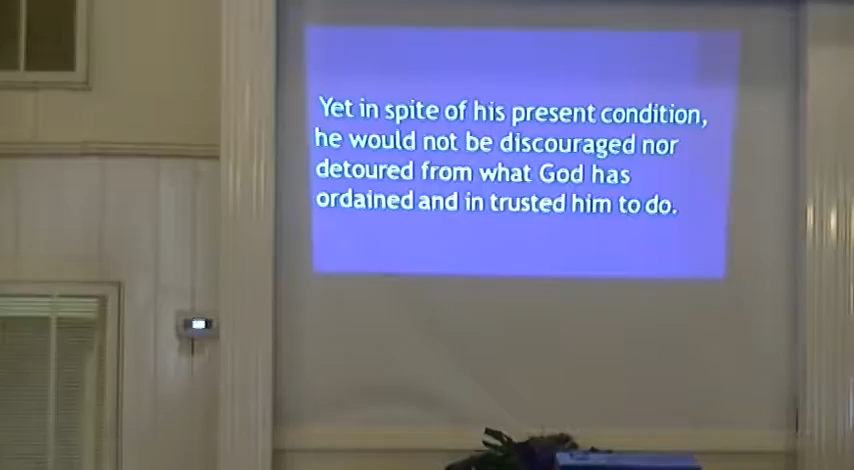 Yet in spite of his present condition,
he would not be discouraged nor
detoured from what God has
ordained and in trusted him to do.